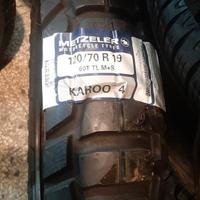 METZELER
MOTORCYCLE TYRES
120/70 R 19
60T TL M+S
KAROO 4